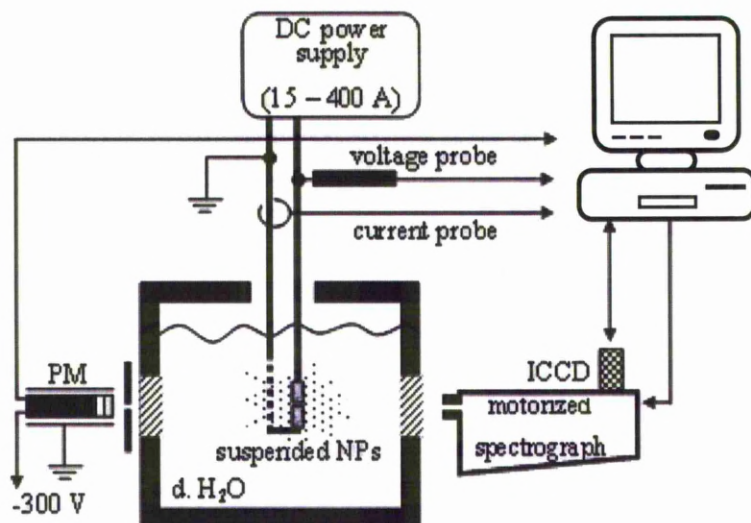 DC power
supply
(15 – 400 A)
voltage probe
current probe
PM
ICCD
motorized
spectrograph
suspended NPs
d. H₂O
-300 V